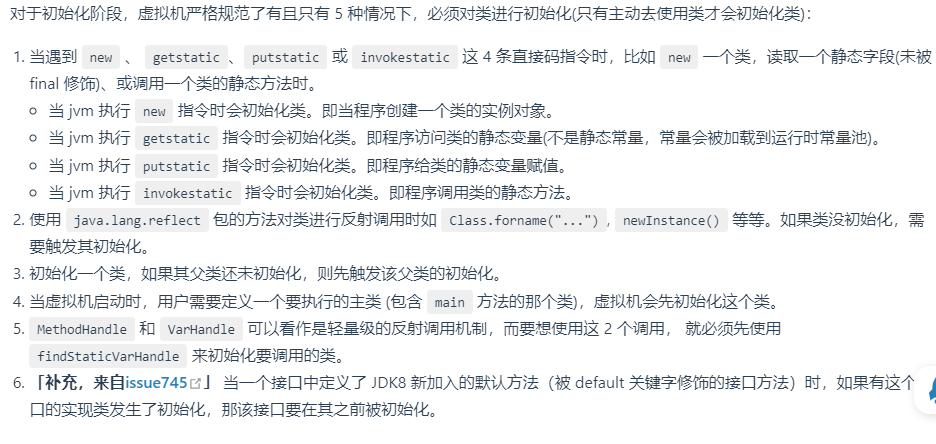 对于初始化阶段，虚拟机严格规范了有且只有 5 种情况下，必须对类进行初始化(只有主动去使用类才会初始化类)：
1. 当遇到 new 、 getstatic 、 putstatic 或 invokestatic 这 4 条直接码指令时，比如 new 一个类，读取一个静态字段(未被
final 修饰)、或调用一个类的静态方法时。
当 jvm 执行 new 指令时会初始化类。即当程序创建一个类的实例对象。
当 jvm 执行 getstatic 指令时会初始化类。即程序访问类的静态变量(不是静态常量，常量会被加载到运行时常量池)。
当 jvm 执行 putstatic 指令时会初始化类。即程序给类的静态变量赋值。
当 jvm 执行 invokestatic 指令时会初始化类。即程序调用类的静态方法。
2. 使用 java.lang.reflect 包的方法对类进行反射调用时如 Class.forname("...") , newInstance() 等等。如果类没初始化，需
要触发其初始化。
3. 初始化一个类，如果其父类还未初始化，则先触发该父类的初始化。
4. 当虚拟机启动时，用户需要定义一个要执行的主类 (包含 main 方法的那个类)，虚拟机会先初始化这个类。
5. MethodHandle 和 VarHandle 可以看作是轻量级的反射调用机制，而要想使用这 2 个调用， 就必须先使用
findStaticVarHandle 来初始化要调用的类。
6. 「补充，来自issue745」 当一个接口中定义了 JDK8 新加入的默认方法（被 default 关键字修饰的接口方法）时，如果有这个
口的实现类发生了初始化，那该接口要在其之前被初始化。